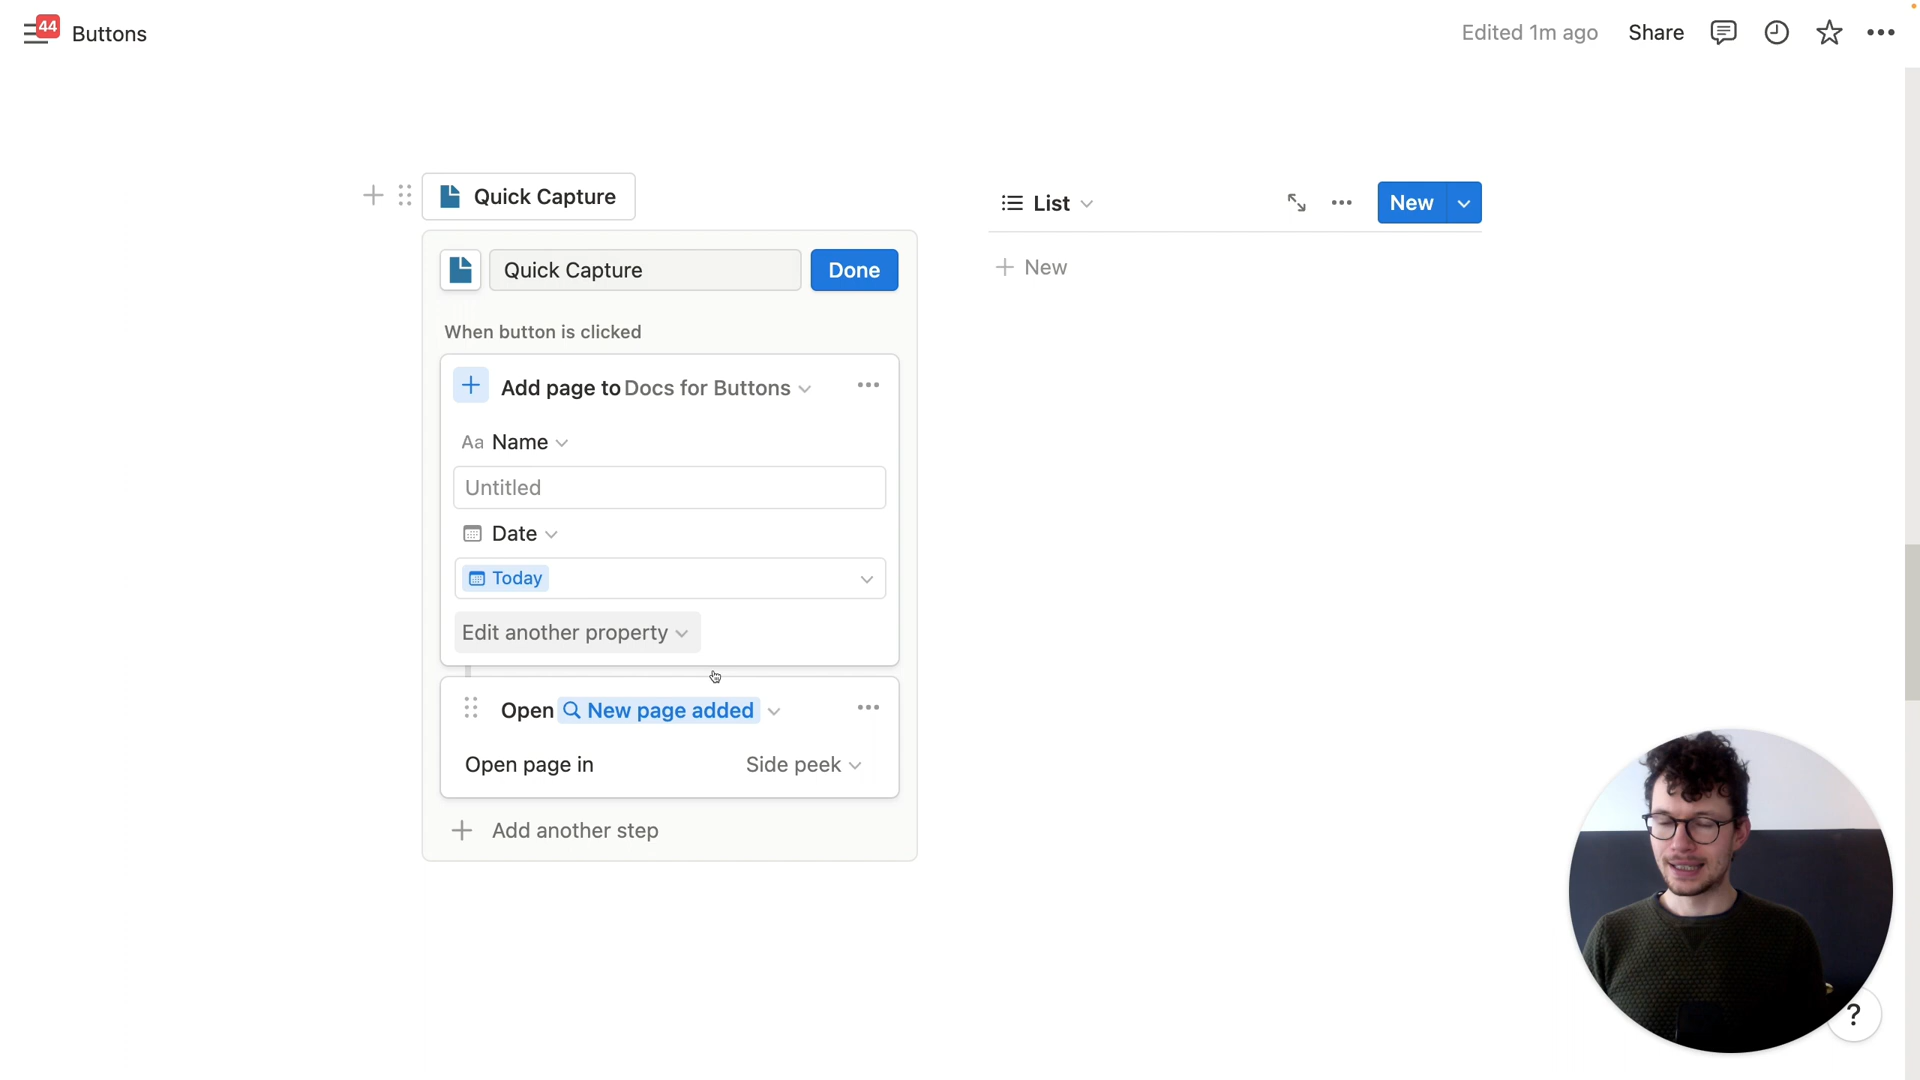 44
Buttons
Edited 1m ago
Share
Quick Capture
Quick Capture
Done
When button is clicked
Add page to Docs for Buttons
Aa Name
Untitled
Date
Today
Edit another property
Open New page added
Open page in
Side peek
Add another step
List
New
New
?